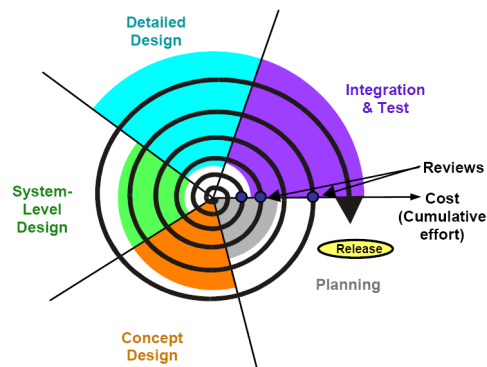 Detailed
Design
Integration
& Test
Reviews
Cost
(Cumulative
effort)
System-
Level
Design
Release
Planning
Concept
Design